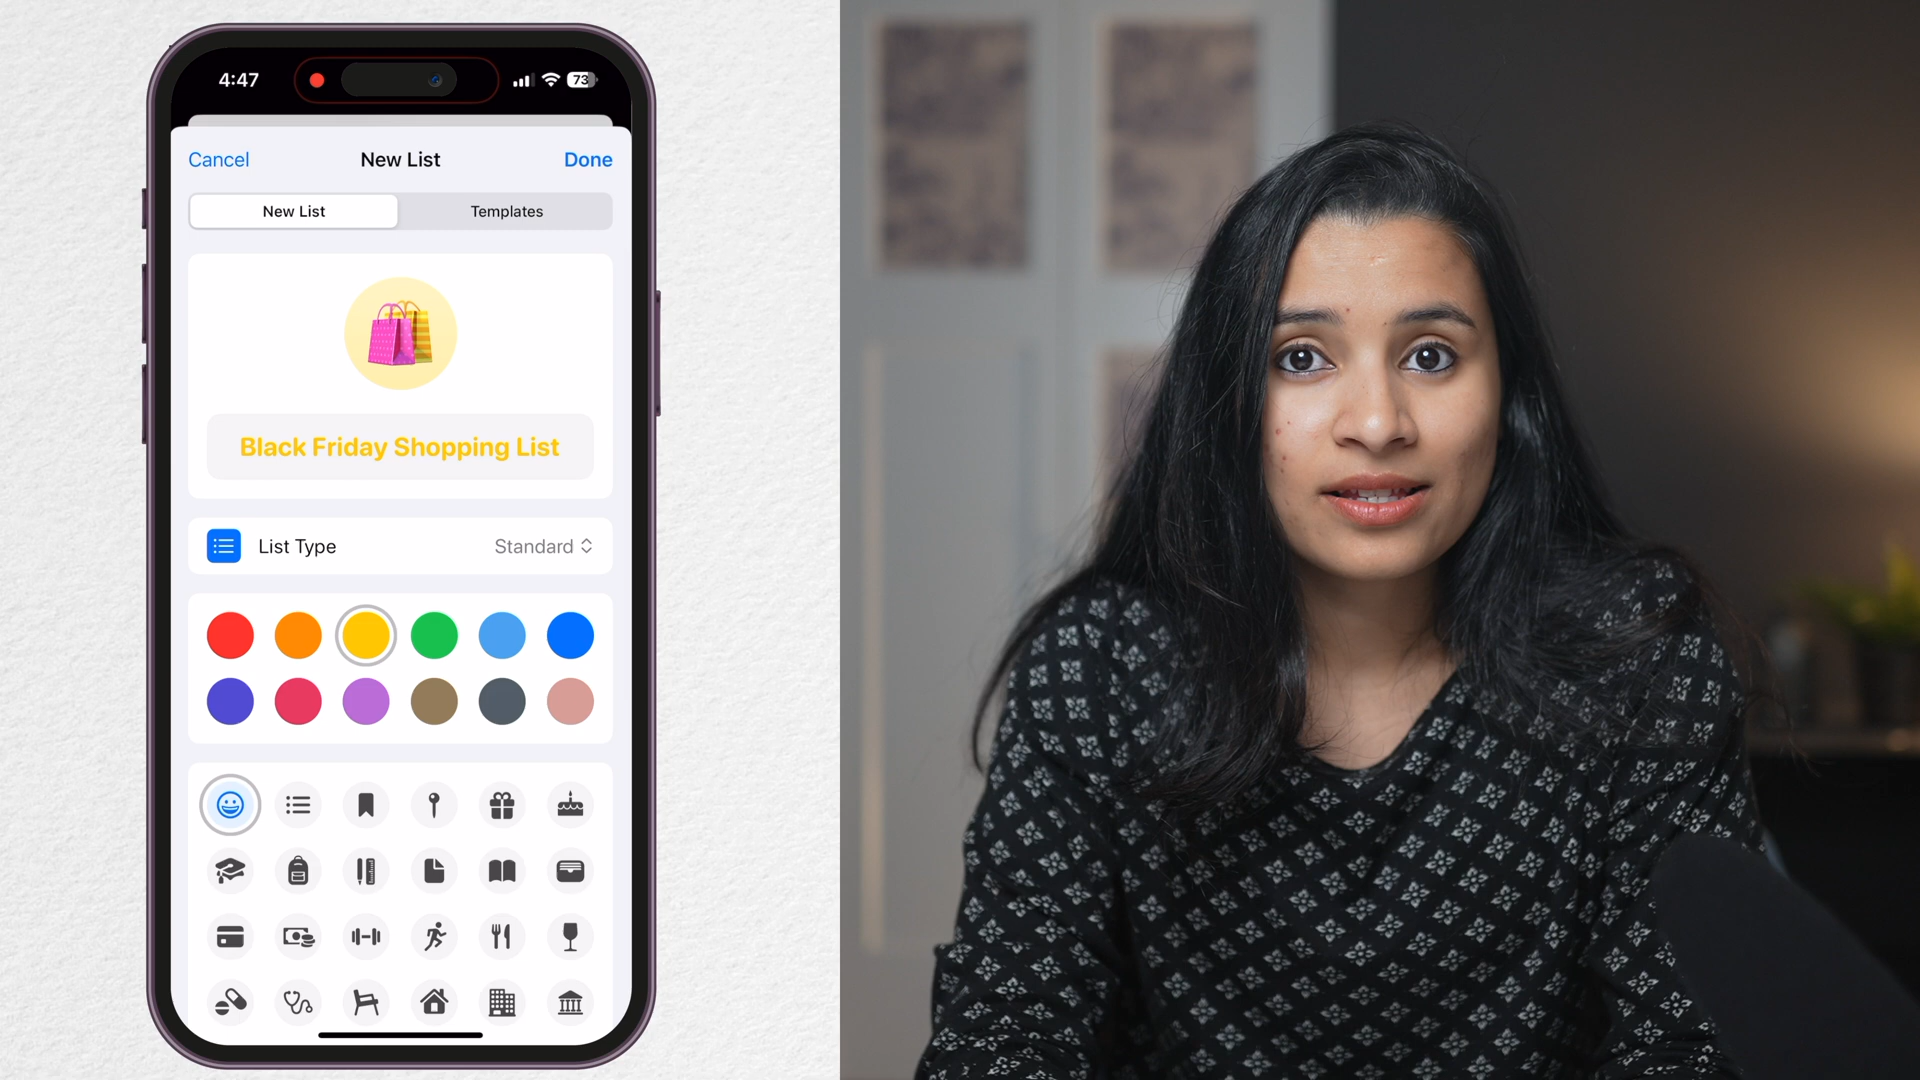 4:47
73
Cancel
New List
Done
New List
Templates
Black Friday Shopping List
List Type
Standard